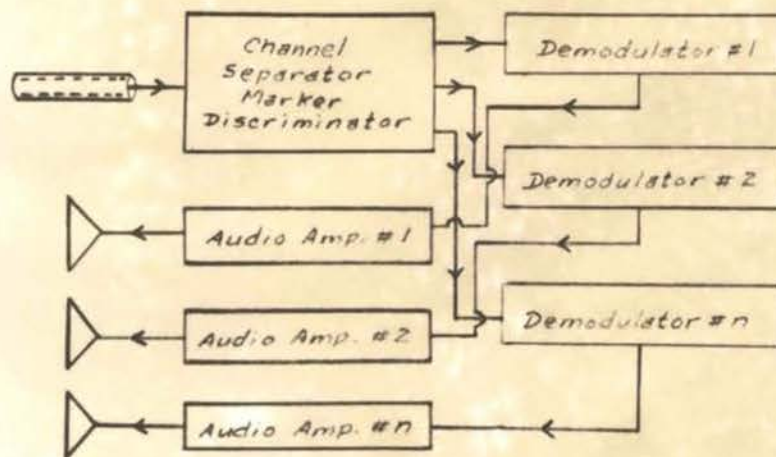 Channel
Separator
Marker
Discriminator
Demodulator #1
Demodulator #2
Audio Amp. #1
Audio Amp. #2
Demodulator #n
Audio Amp. #n